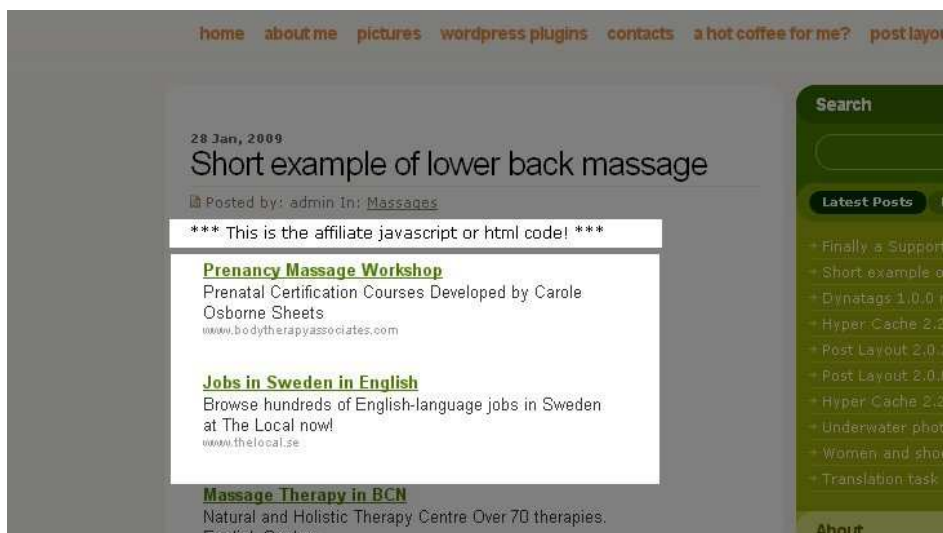 home about me pictures wordpress plugins contacts a hot coffee for me? post layou
28 Jan, 2009
Short example of lower back massage
Posted by: admin In: Massages
*** This is the affiliate javascript or html code! ***
Prenancy Massage Workshop
Prenatal Certification Courses Developed by Carole
Osborne Sheets
www.bodytherapyassociates.com
Jobs in Sweden in English
Browse hundreds of English-language jobs in Sweden
at The Local now!
www.thelocal.se
Massage Therapy in BCN
Natural and Holistic Therapy Centre Over 70 therapies.
Search
Latest Posts
Finally a Support
Short example o
Dynatags 1.0.0
Hyper Cache 2.2
Post Layout 2.0.
Post Layout 2.0.
Hyper Cache 2.2
Underwater phot
Women and shoe
Translation task
About